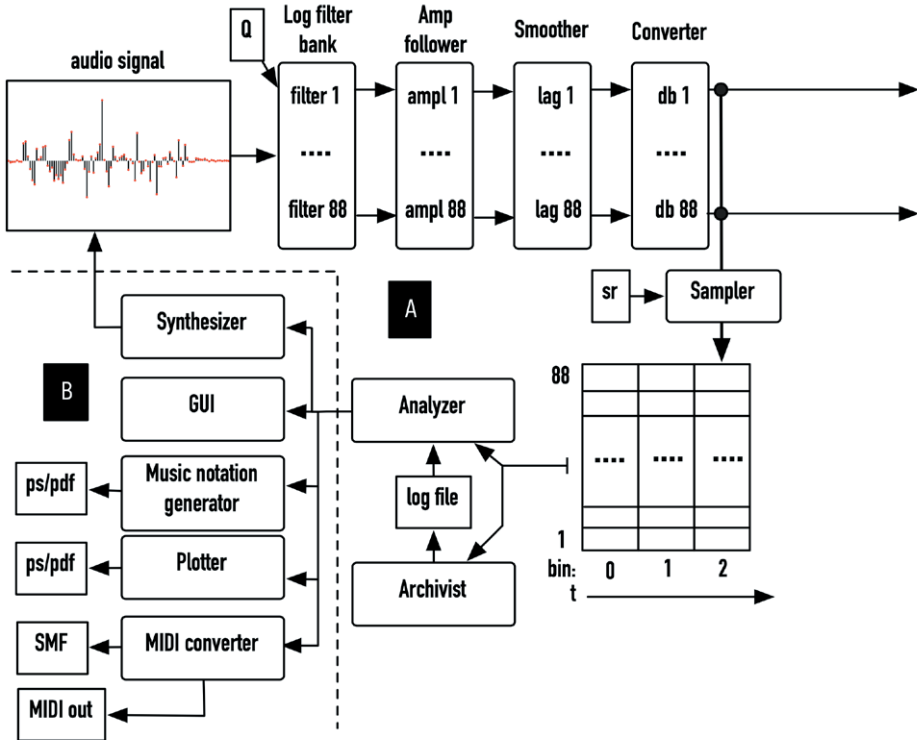 Q
Log filter
bank
Amp
follower
Smoother
Converter
audio signal
filter 1
ampl 1
lag 1
db 1
....
....
....
....
filter 88
ampl 88
lag 88
db 88
A
sr
Sampler
Synthesizer
88
B
GUI
Analyzer
....
....
....
ps/pdf
Music notation
generator
log file
1
ps/pdf
Plotter
Archivist
bin:
0
1
2
t
SMF
MIDI converter
MIDI out